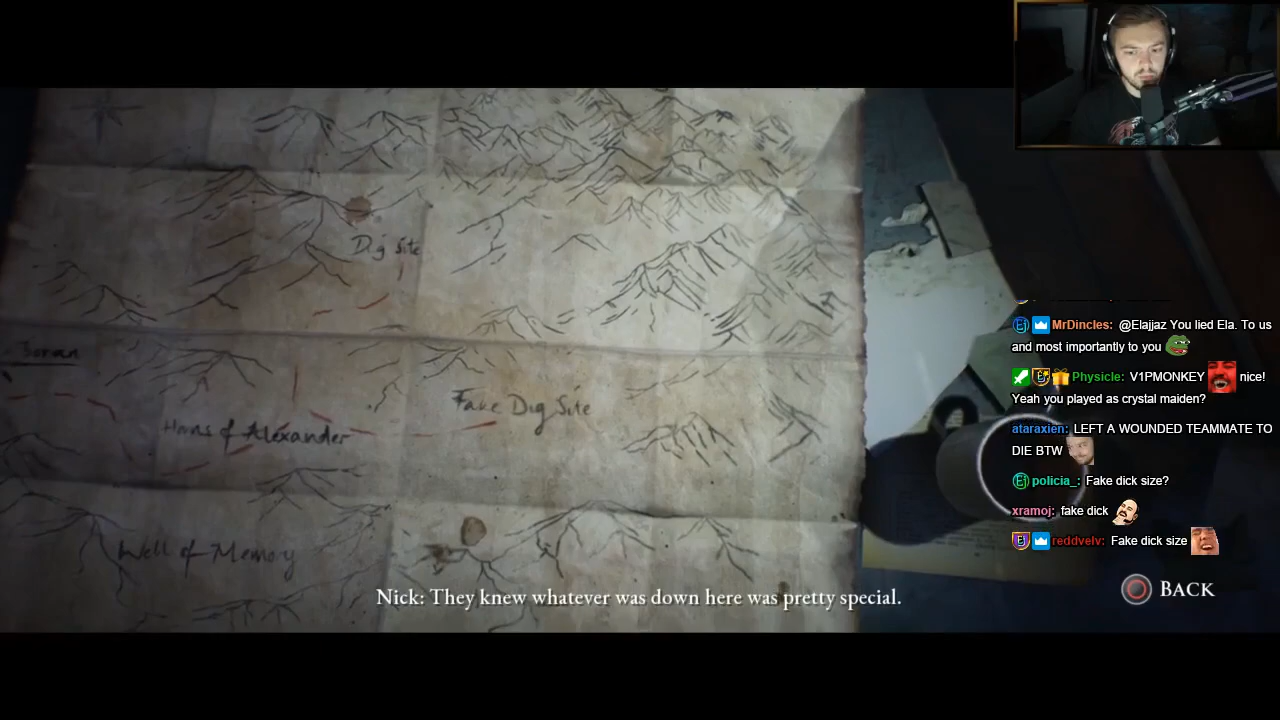 Dig Site
Fake Dig Site
Horns of Alexander
Well of Memory
Nick: They knew whatever was down here was pretty special.
BACK
MrDincles: @Elajjaz You lied Ela. To us
and most importantly to you
Physicle: V1PMONKEY nice!
Yeah you played as crystal maiden?
ataraxien: LEFT A WOUNDED TEAMMATE TO
DIE BTW
policia_: Fake dick size?
xramoj: fake dick
reddvelv: Fake dick size